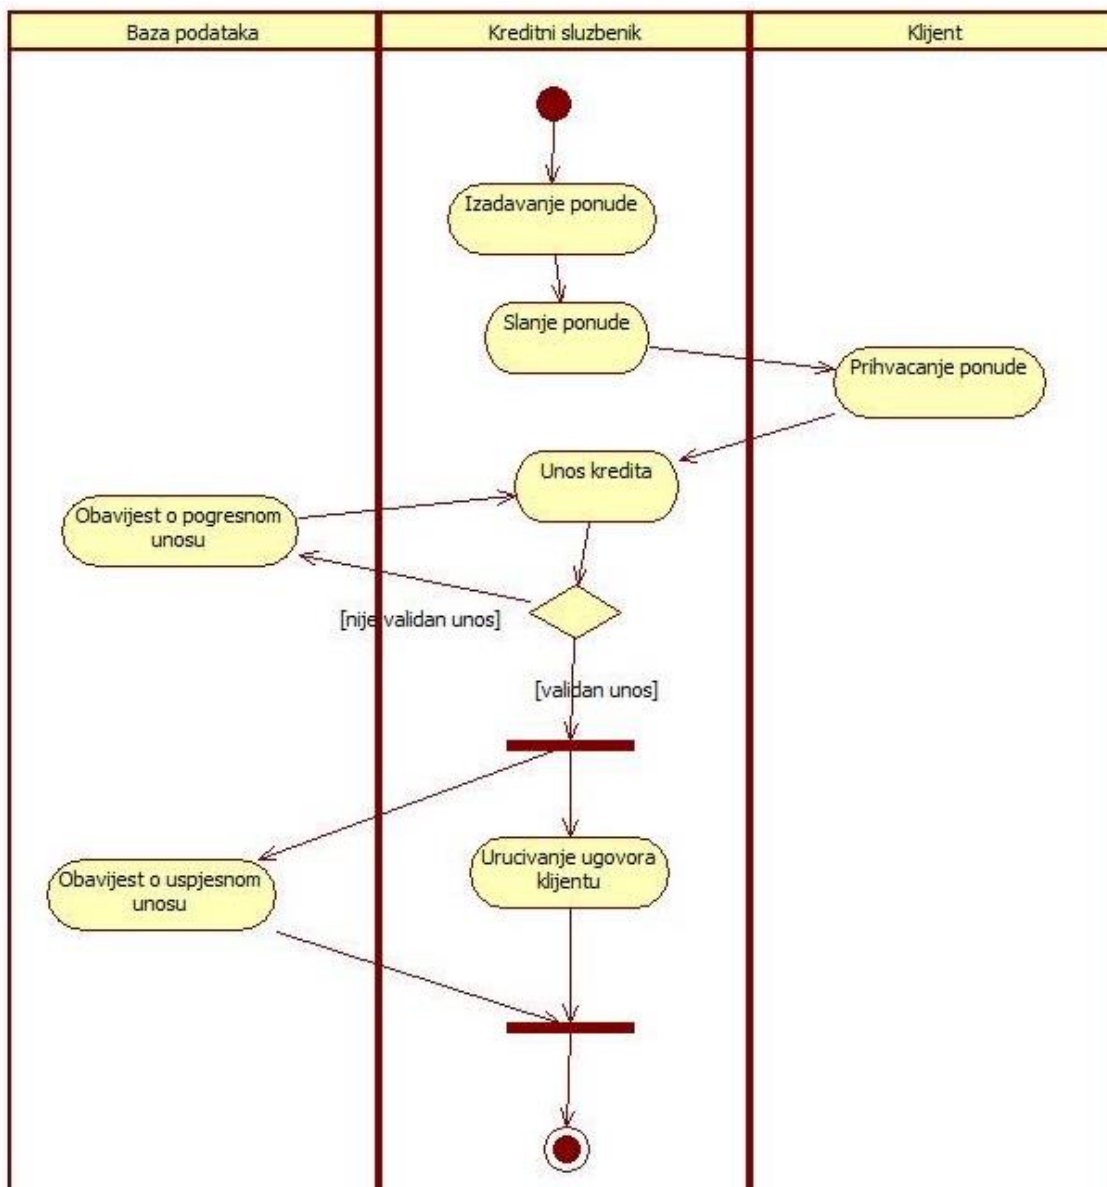 Baza podataka
Kreditni sluzbenik
Klijent
Izadavanje ponude
Slanje ponude
Prihvacanje ponude
Unos kredita
Obavijest o pogresnom
unosu
[nije validan unos]
[validan unos]
Urucivanje ugovora
klijentu
Obavijest o uspjesnom
unosu